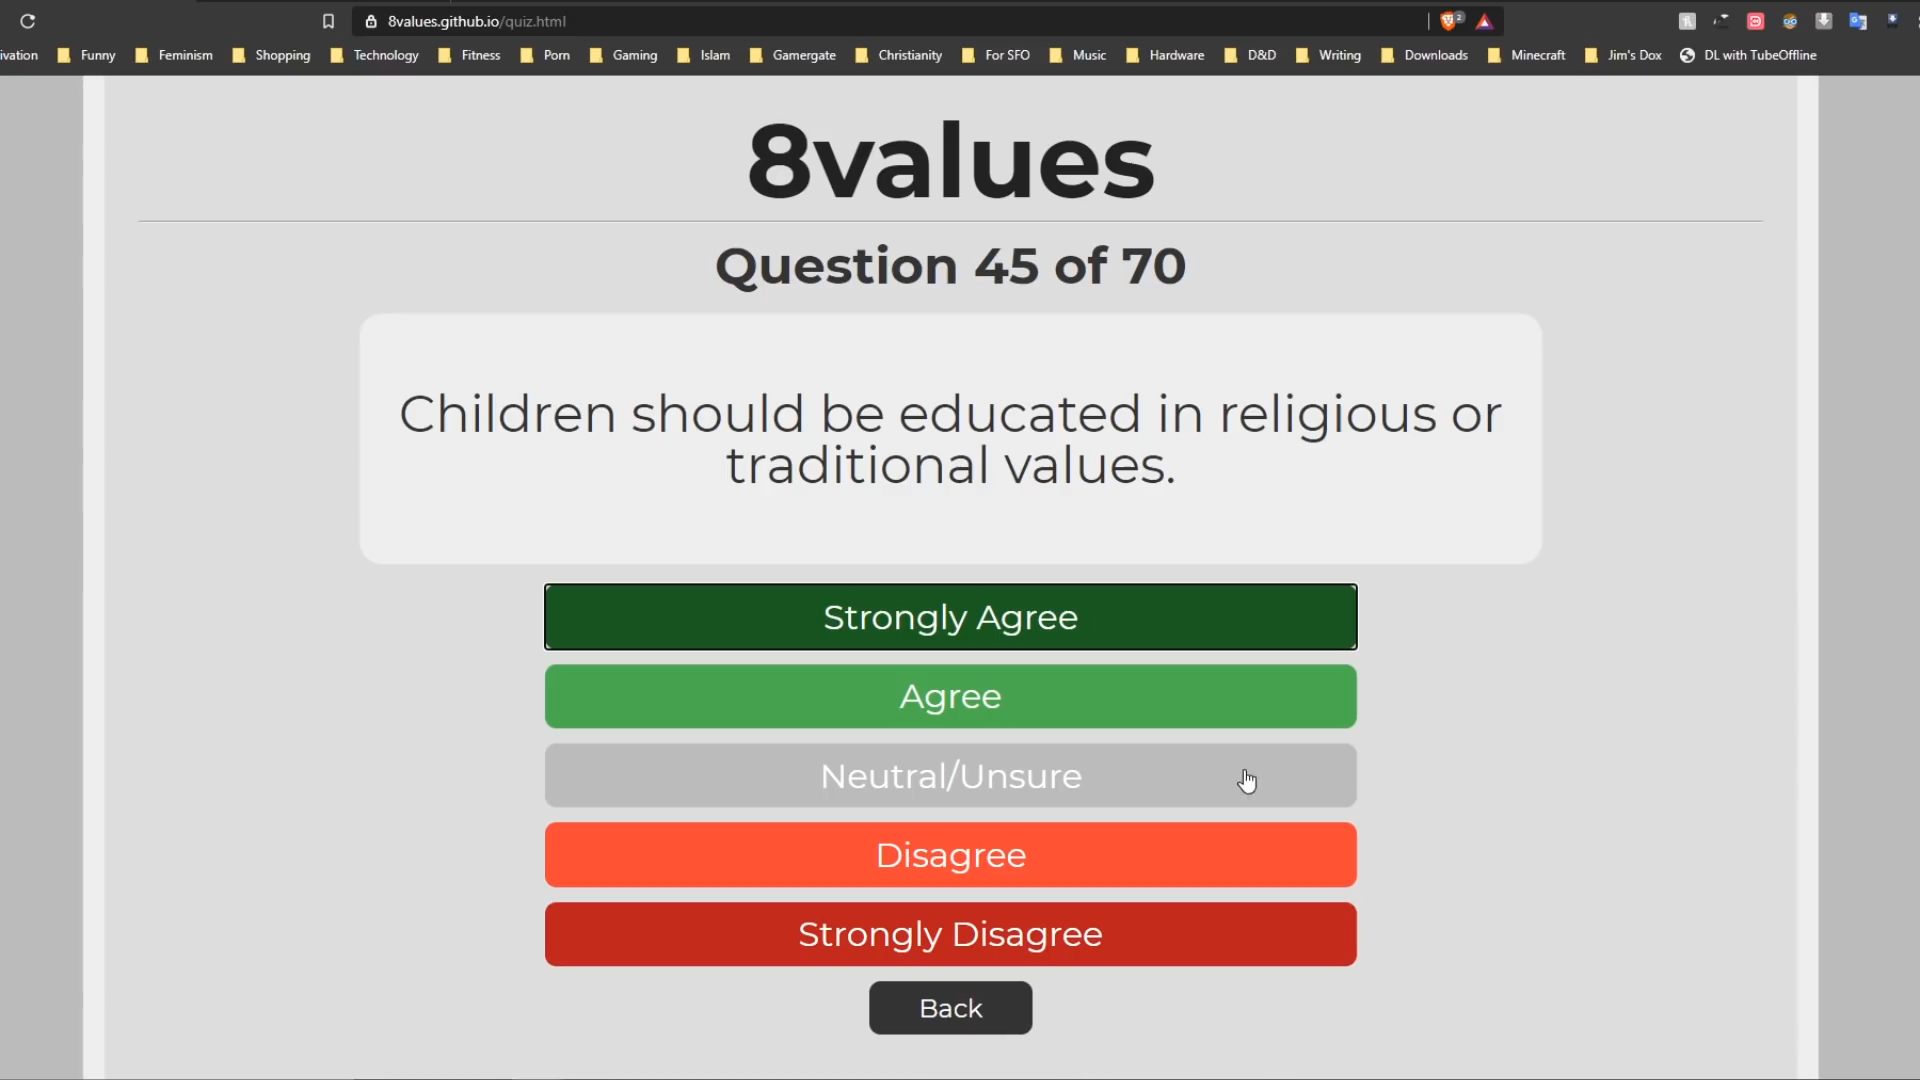 8values.github.io/quiz.html
2
ivation Funny Feminism Shopping Technology Fitness Porn Gaming Islam Gamergate Christianity For SFO Music Hardware D&D Writing Downloads Minecraft Jim's Dox DL with TubeOffline
8values
Question 45 of 70
Children should be educated in religious or
traditional values.
Strongly Agree
Agree
Neutral/Unsure
Disagree
Strongly Disagree
Back